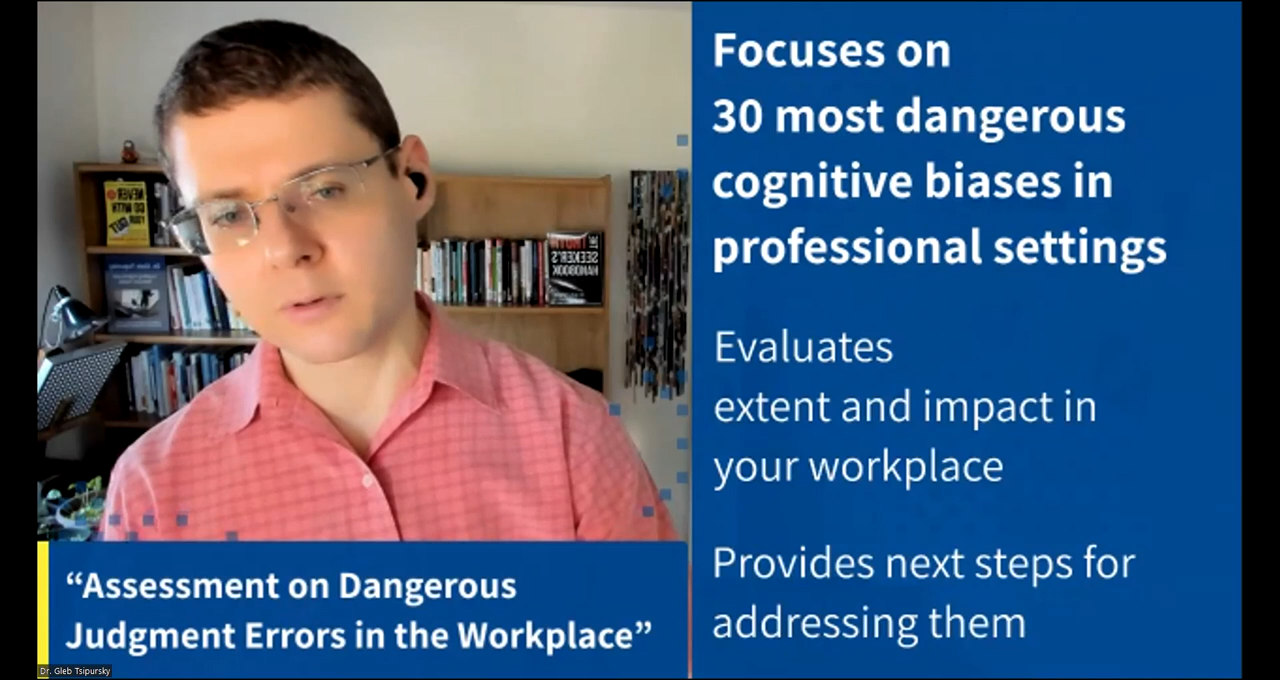 Focuses on
30 most dangerous
cognitive biases in
professional settings
Evaluates
extent and impact in
your workplace
Provides next steps for
addressing them
“Assessment on Dangerous
Judgment Errors in the Workplace”
Dr. Gleb Tsipursky
NEVER
GO WITH
YOUR
GUT
SEEKER'S
HANDBOOK